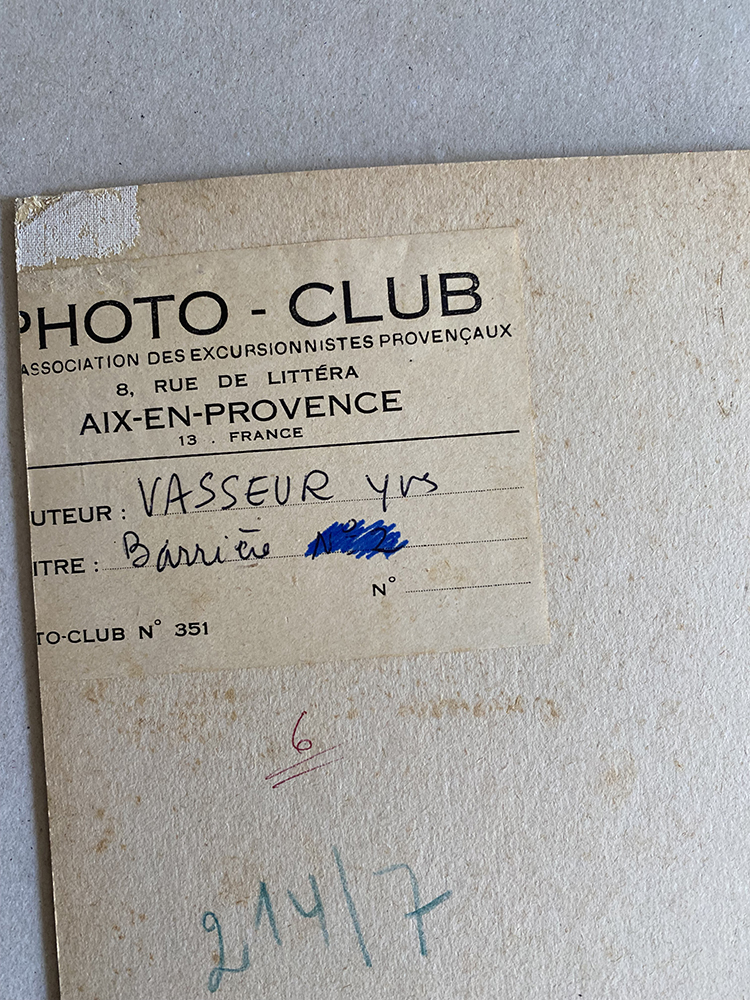 PHOTO - CLUB
ASSOCIATION DES EXCURSIONNISTES PROVENÇAUX
8, RUE DE LITTÉRA
AIX-EN-PROVENCE
13 . FRANCE
UTEUR : VASSEUR yvs
ITRE : Barrière N° 2
N°
TO-CLUB N° 351
6
214/7